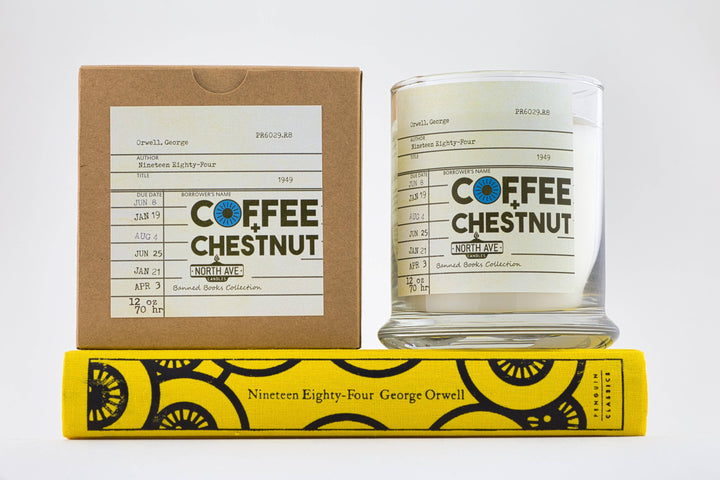 Orwell, George
PR6029.R8
AUTHOR
Nineteen Eighty-Four
TITLE
1949
DUE DATE
BORROWER'S NAME
JUN 8
JAN 19
AUG 4
JUN 25
JAN 21
APR 3
COFFEE
+
CHESTNUT
NORTH AVE
CANDLES
Banned Books Collection
12 oz
70 hr
Orwell, George
PR6029.R8
AUTHOR
Nineteen Eighty-Four
TITLE
1949
DUE DATE
BORROWER'S NAME
JUN 8
JAN 19
AUG 4
JUN 25
JAN 21
APR 3
COFFEE
+
CHESTNUT
NORTH AVE
CANDLES
Banned Books Collection
12 oz
70 hr
Nineteen Eighty-Four George Orwell
PENGUIN
CLASSICS